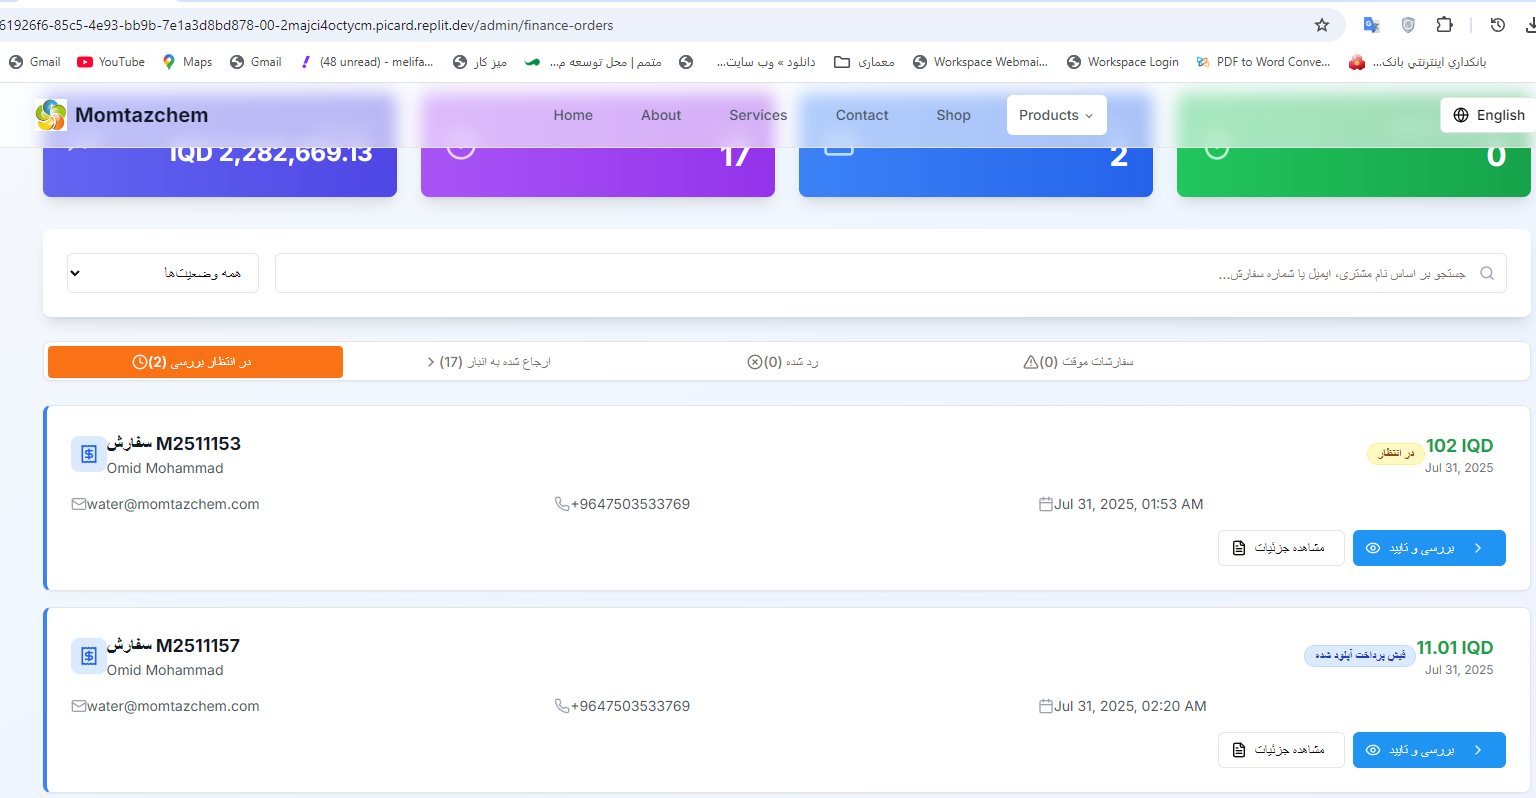 61926f6-85c5-4e93-bb9b-7e1a3d8bd878-00-2majci4octycm.picard.replit.dev/admin/finance-orders
Gmail YouTube Maps Gmail (48 unread) - melifa... میز کار متمم | محل توسعه م... دانلود » وب سایت... معماری Workspace Webmai... Workspace Login PDF to Word Conve... بانکداري اينترنتي بانک...
Momtazchem Home About Services Contact Shop Products English
IQD 2,282,669.13 17 2 0
همه وضعیت‌ها
جستجو بر اساس نام مشتری، ایمیل یا شماره سفارش...
در انتظار بررسی (2) ارجاع شده به انبار (17) رد شده (0) سفارشات موقت (0)
سفارش M2511153 در انتظار 102 IQD
Omid Mohammad Jul 31, 2025
water@momtazchem.com +9647503533769 Jul 31, 2025, 01:53 AM
مشاهده جزئیات بررسی و تایید
سفارش M2511157 فیش پرداخت آپلود شده 11.01 IQD
Omid Mohammad Jul 31, 2025
water@momtazchem.com +9647503533769 Jul 31, 2025, 02:20 AM
مشاهده جزئیات بررسی و تایید